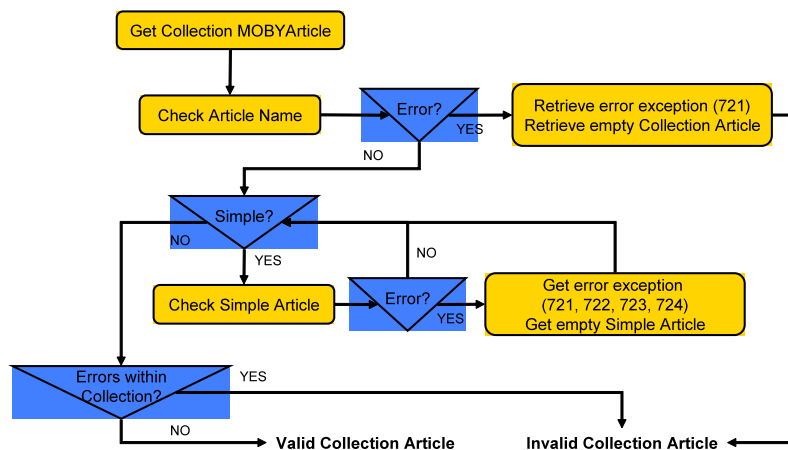 Get Collection MOBYArticle
Check Article Name
Error?
YES
Retrieve error exception (721)
Retrieve empty Collection Article
NO
Simple?
NO
YES
NO
Check Simple Article
Error?
YES
Get error exception
(721, 722, 723, 724)
Get empty Simple Article
Errors within
Collection?
YES
NO
Valid Collection Article
Invalid Collection Article